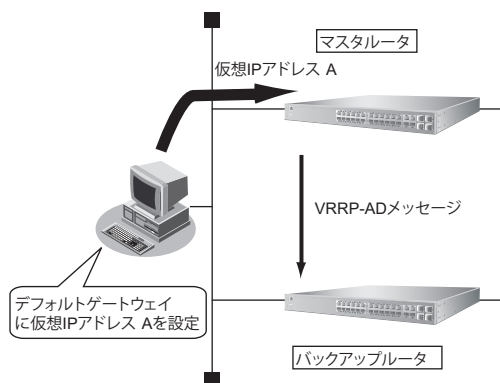 マスタルータ
仮想IPアドレス A
VRRP-ADメッセージ
デフォルトゲートウェイ
に仮想IPアドレス Aを設定
バックアップルータ